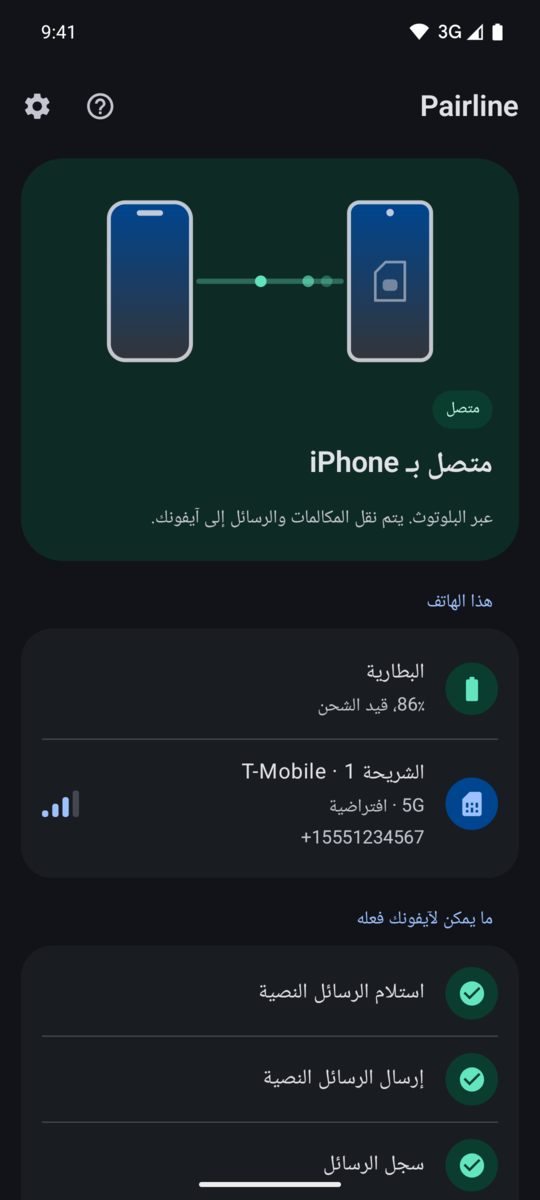 9:41
3G
Pairline
متصل
متصل بـ iPhone
عبر البلوتوث. يتم نقل المكالمات والرسائل إلى آيفونك.
هذا الهاتف
البطارية
86٪، قيد الشحن
الشريحة 1 · T-Mobile
5G · افتراضية
+15551234567
ما يمكن لآيفونك فعله
استلام الرسائل النصية
إرسال الرسائل النصية
سجل الرسائل